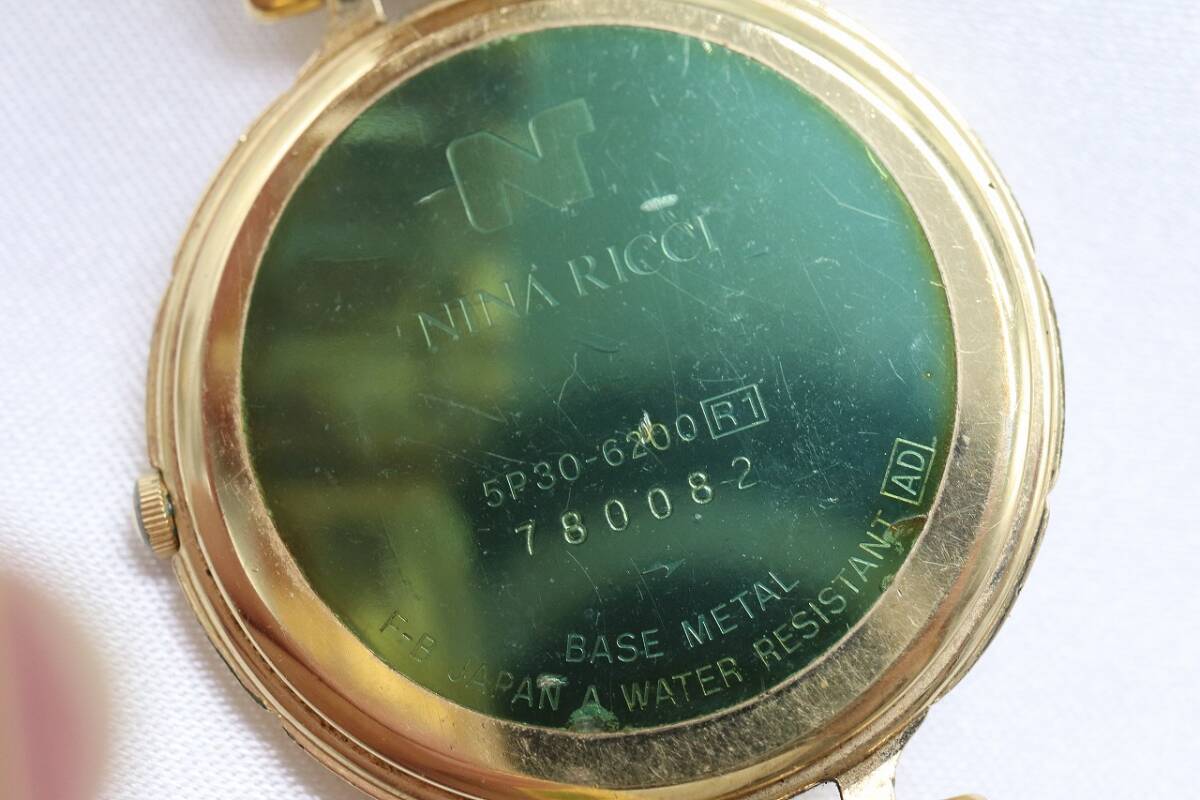 N
NINA RICCI
5P30-6200 R1
780082
BASE METAL
F-B JAPAN A WATER RESISTANT AD